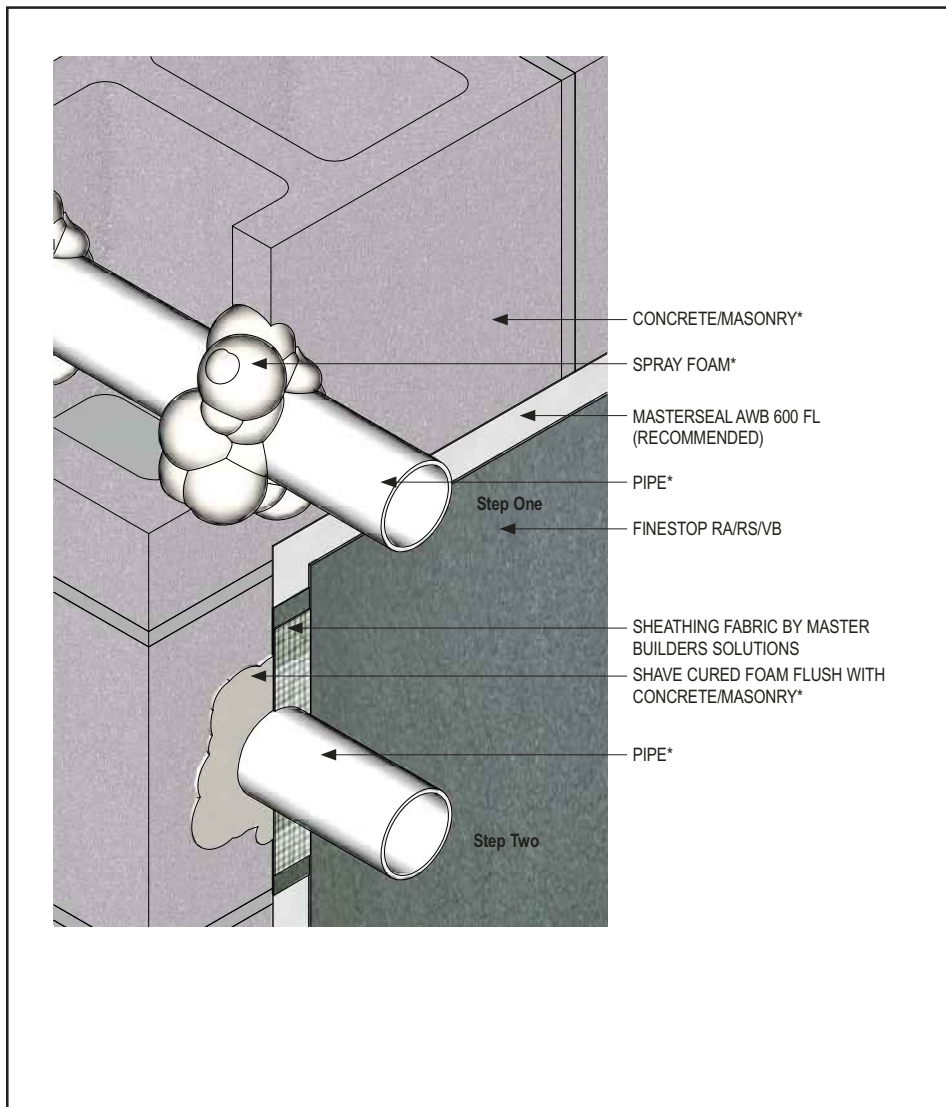 CONCRETE/MASONRY*
SPRAY FOAM*
MASTERSEAL AWB 600 FL
(RECOMMENDED)
PIPE*
Step One
FINESTOP RA/RS/VB
SHEATHING FABRIC BY MASTER
BUILDERS SOLUTIONS
SHAVE CURED FOAM FLUSH WITH
CONCRETE/MASONRY*
PIPE*
Step Two